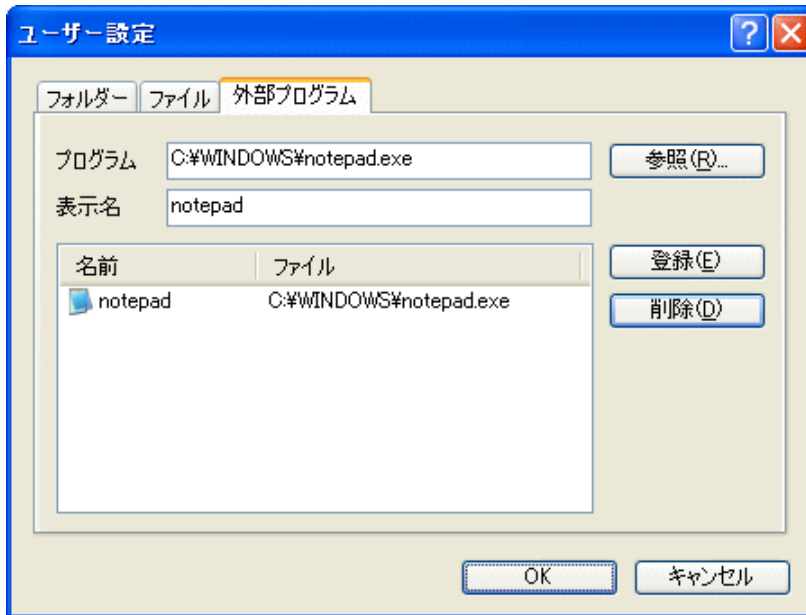 ユーザー設定
フォルダー ファイル 外部プログラム
プログラム C:¥WINDOWS¥notepad.exe 参照(R)...
表示名 notepad
名前 ファイル 登録(E)
notepad C:¥WINDOWS¥notepad.exe 削除(D)
OK キャンセル